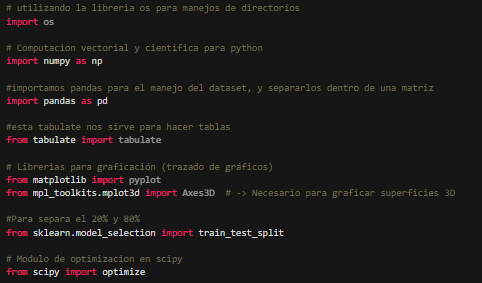 # utilizando la libreria os para manejos de directorios
import os
# Computacion vectorial y cientifica para python
import numpy as np
#importamos pandas para el manejo del dataset, y separarlos dentro de una matriz
import pandas as pd
#esta tabulate nos sirve para hacer tablas
from tabulate import tabulate
# Librerias para graficación (trazado de gráficos)
from matplotlib import pyplot
from mpl_toolkits.mplot3d import Axes3D  # -> Necesario para graficar superficies 3D
#Para separa el 20% y 80%
from sklearn.model_selection import train_test_split
# Modulo de optimizacion en scipy
from scipy import optimize